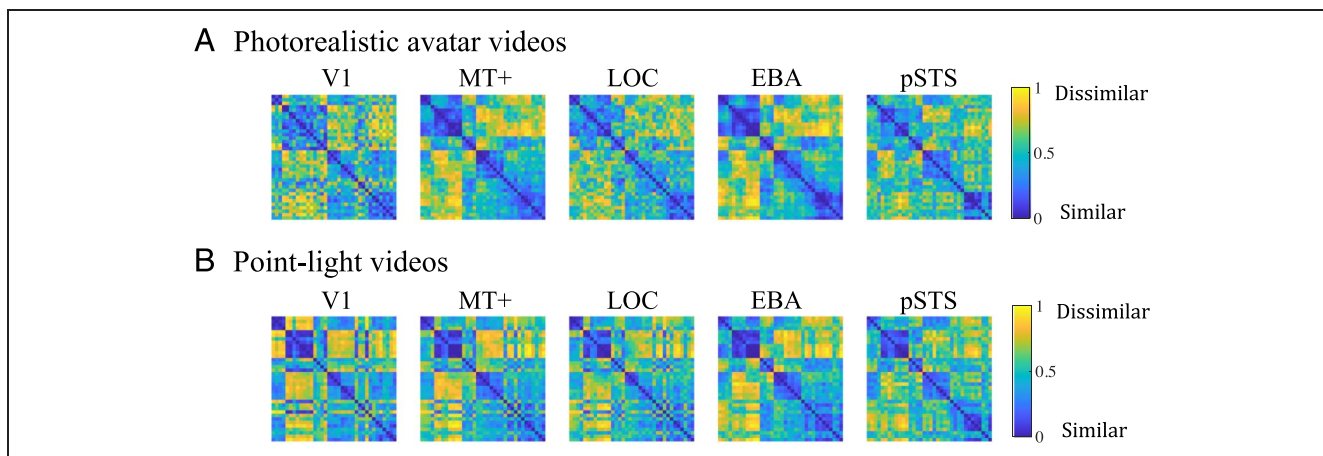 A Photorealistic avatar videos
V1 MT+ LOC EBA pSTS
1 Dissimilar
0.5
0 Similar
B Point-light videos
V1 MT+ LOC EBA pSTS
1 Dissimilar
0.5
0 Similar